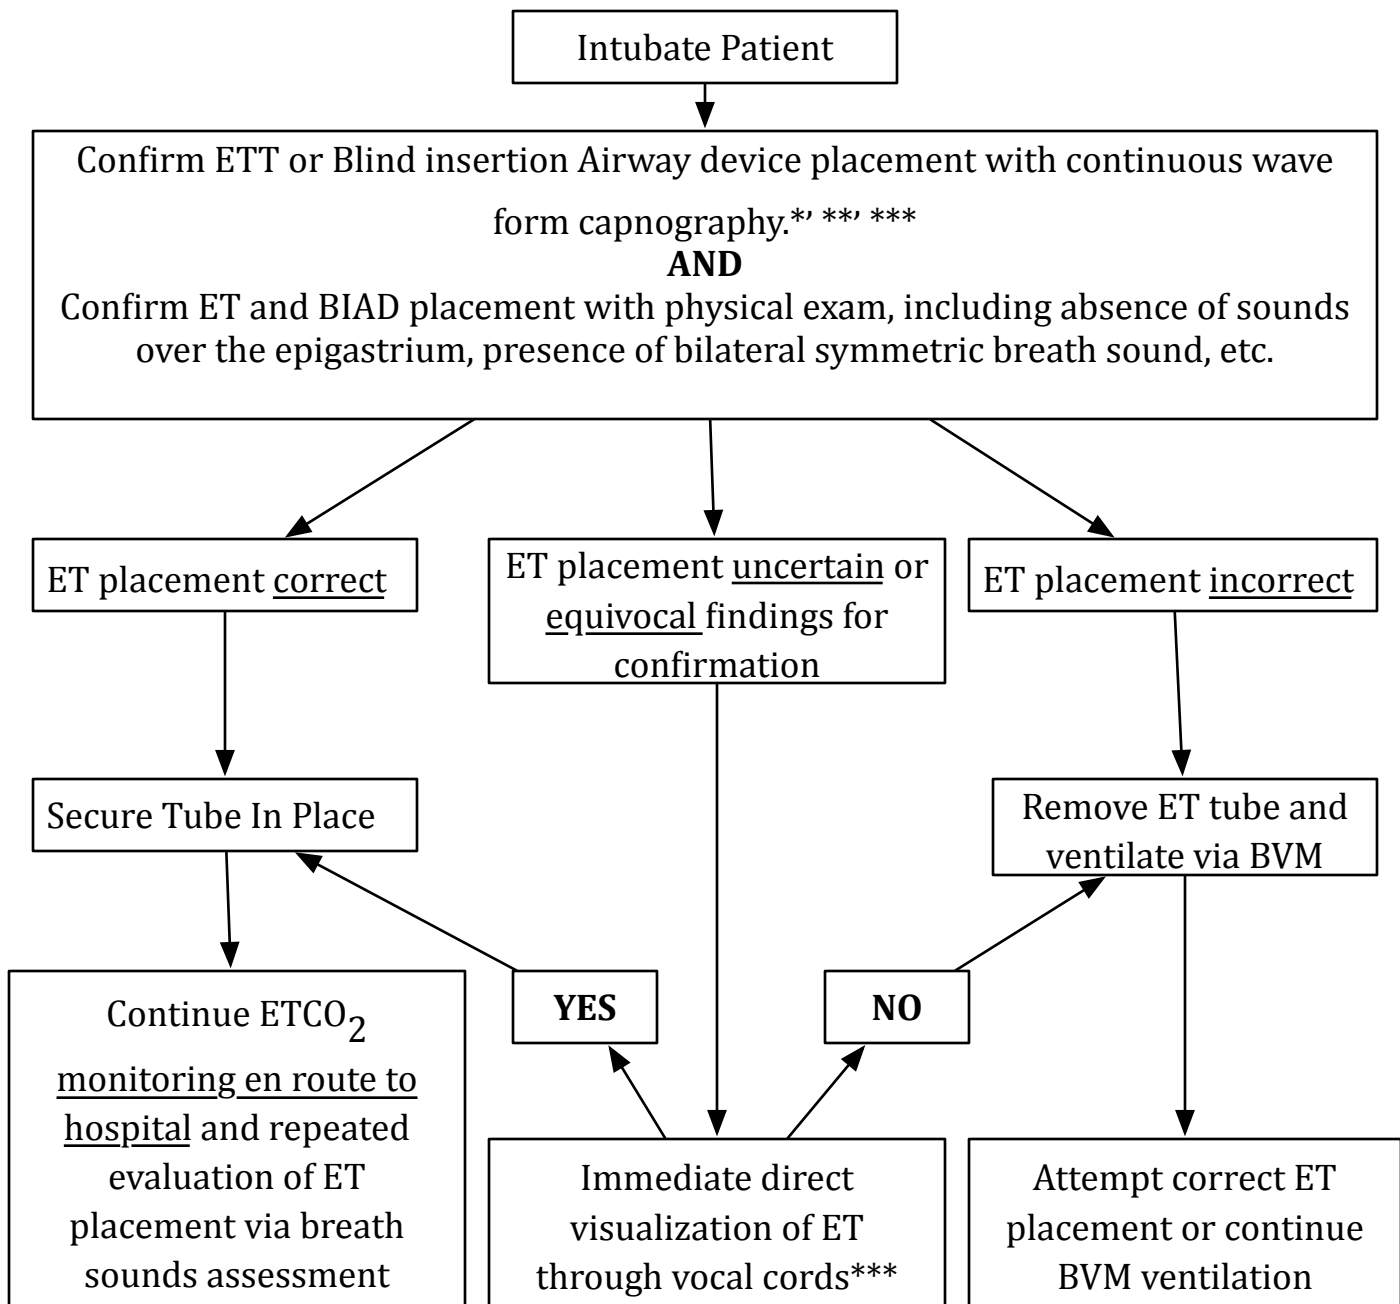 Intubate Patient
Confirm ETT or Blind insertion Airway device placement with continuous wave
form capnography.*’ **’ ***
AND
Confirm ET and BIAD placement with physical exam, including absence of sounds
over the epigastrium, presence of bilateral symmetric breath sound, etc.
ET placement correct
ET placement uncertain or
equivocal findings for
confirmation
ET placement incorrect
Secure Tube In Place
Remove ET tube and
ventilate via BVM
YES
NO
Continue ETCO2
monitoring en route to
hospital and repeated
evaluation of ET
placement via breath
sounds assessment
Immediate direct
visualization of ET
through vocal cords***
Attempt correct ET
placement or continue
BVM ventilation